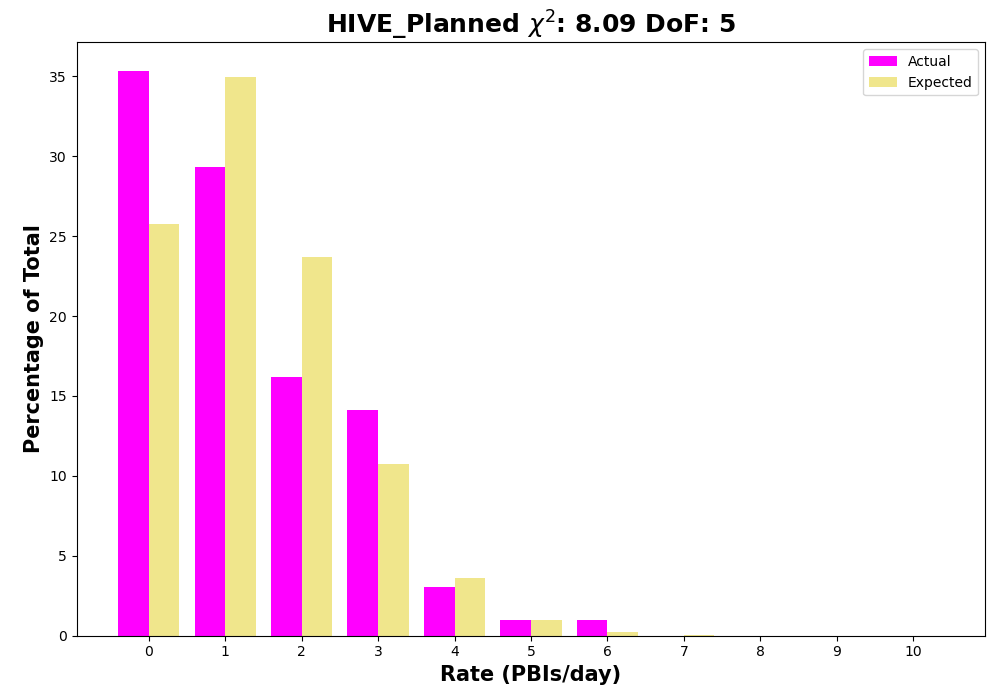 HIVE_Planned χ²: 8.09 DoF: 5
Actual
Expected
Percentage of Total
35
30
25
20
15
10
5
0
0 1 2 3 4 5 6 7 8 9 10
Rate (PBIs/day)